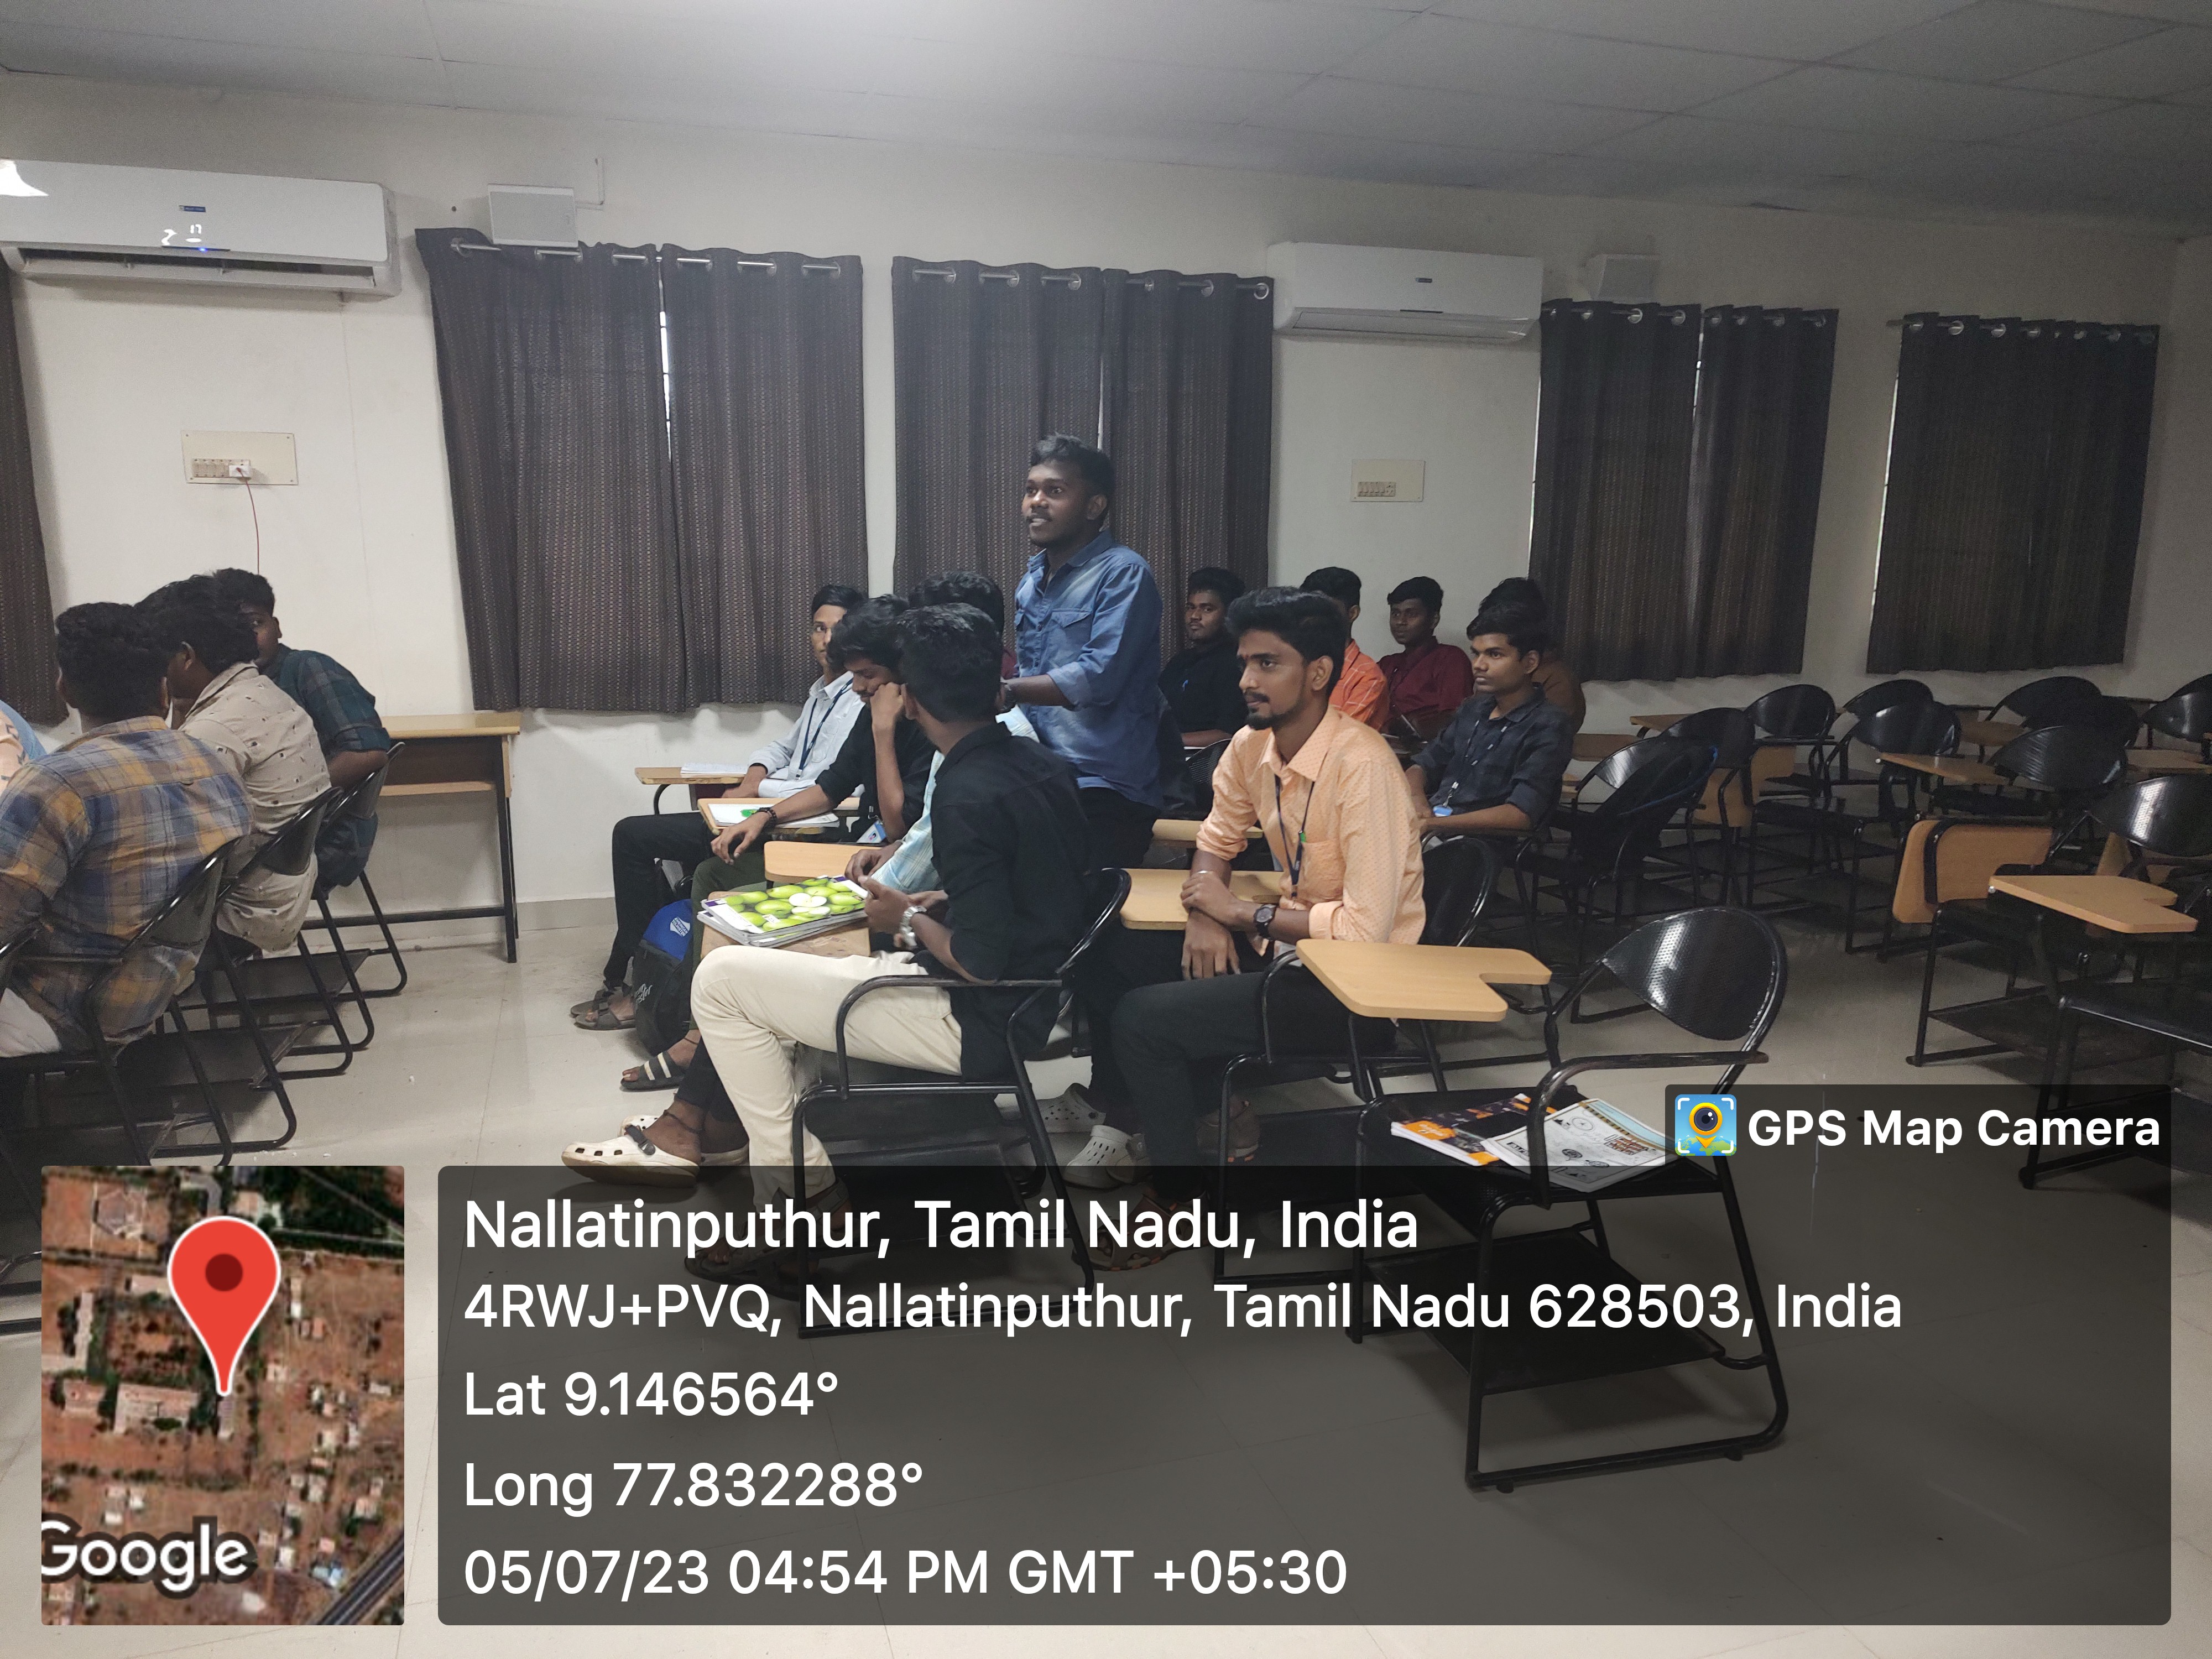 GPS Map Camera
Nallatinputhur, Tamil Nadu, India
4RWJ+PVQ, Nallatinputhur, Tamil Nadu 628503, India
Lat 9.146564°
Long 77.832288°
05/07/23 04:54 PM GMT +05:30
Google